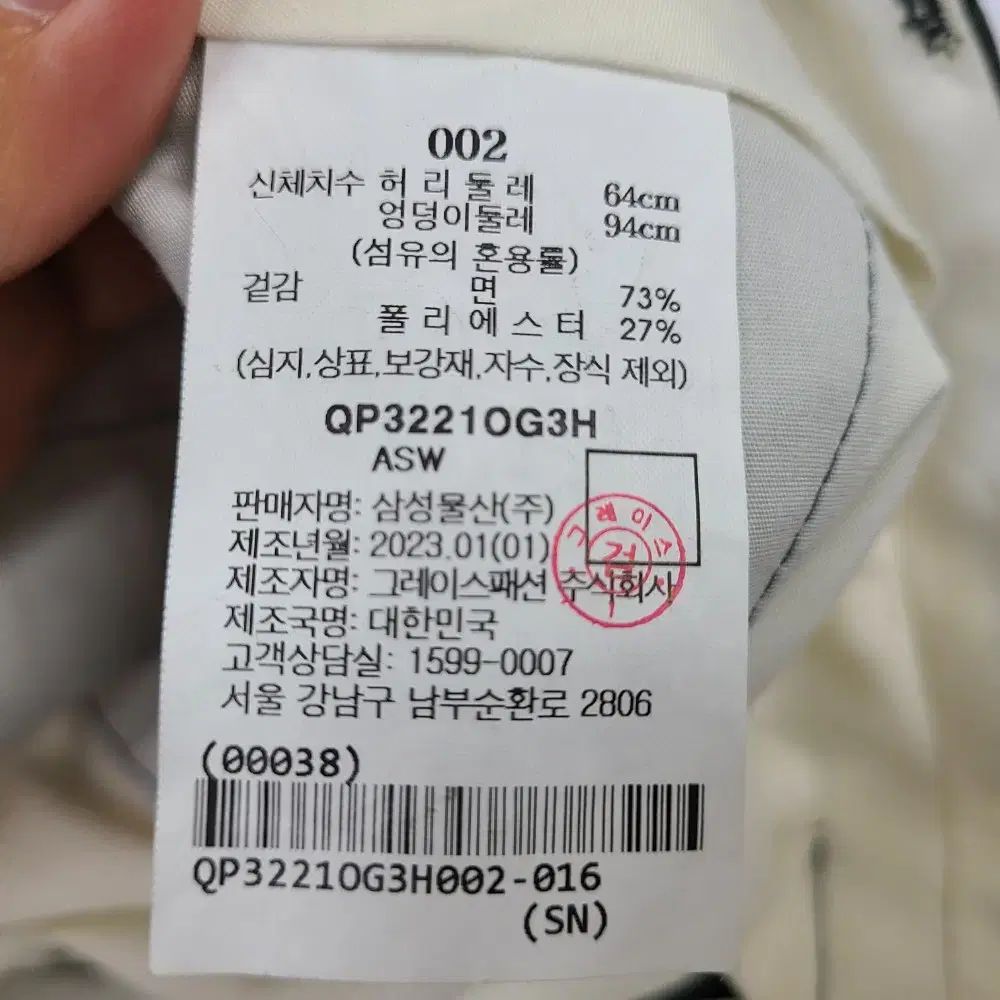 002
신체치수 허 리 둘 레 64cm
엉덩이둘레 94cm
(섬유의 혼용률)
겉감 면 73%
폴 리 에 스 터 27%
(심지,상표,보강재,자수,장식 제외)
QP3221OG3H
ASW
판매자명: 삼성물산(주)
제조년월: 2023.01(01)
제조자명: 그레이스패션 주식회사
제조국명: 대한민국
고객상담실: 1599-0007
서울 강남구 남부순환로 2806
그레이스
검
(00038)
QP3221OG3H002-016
(SN)